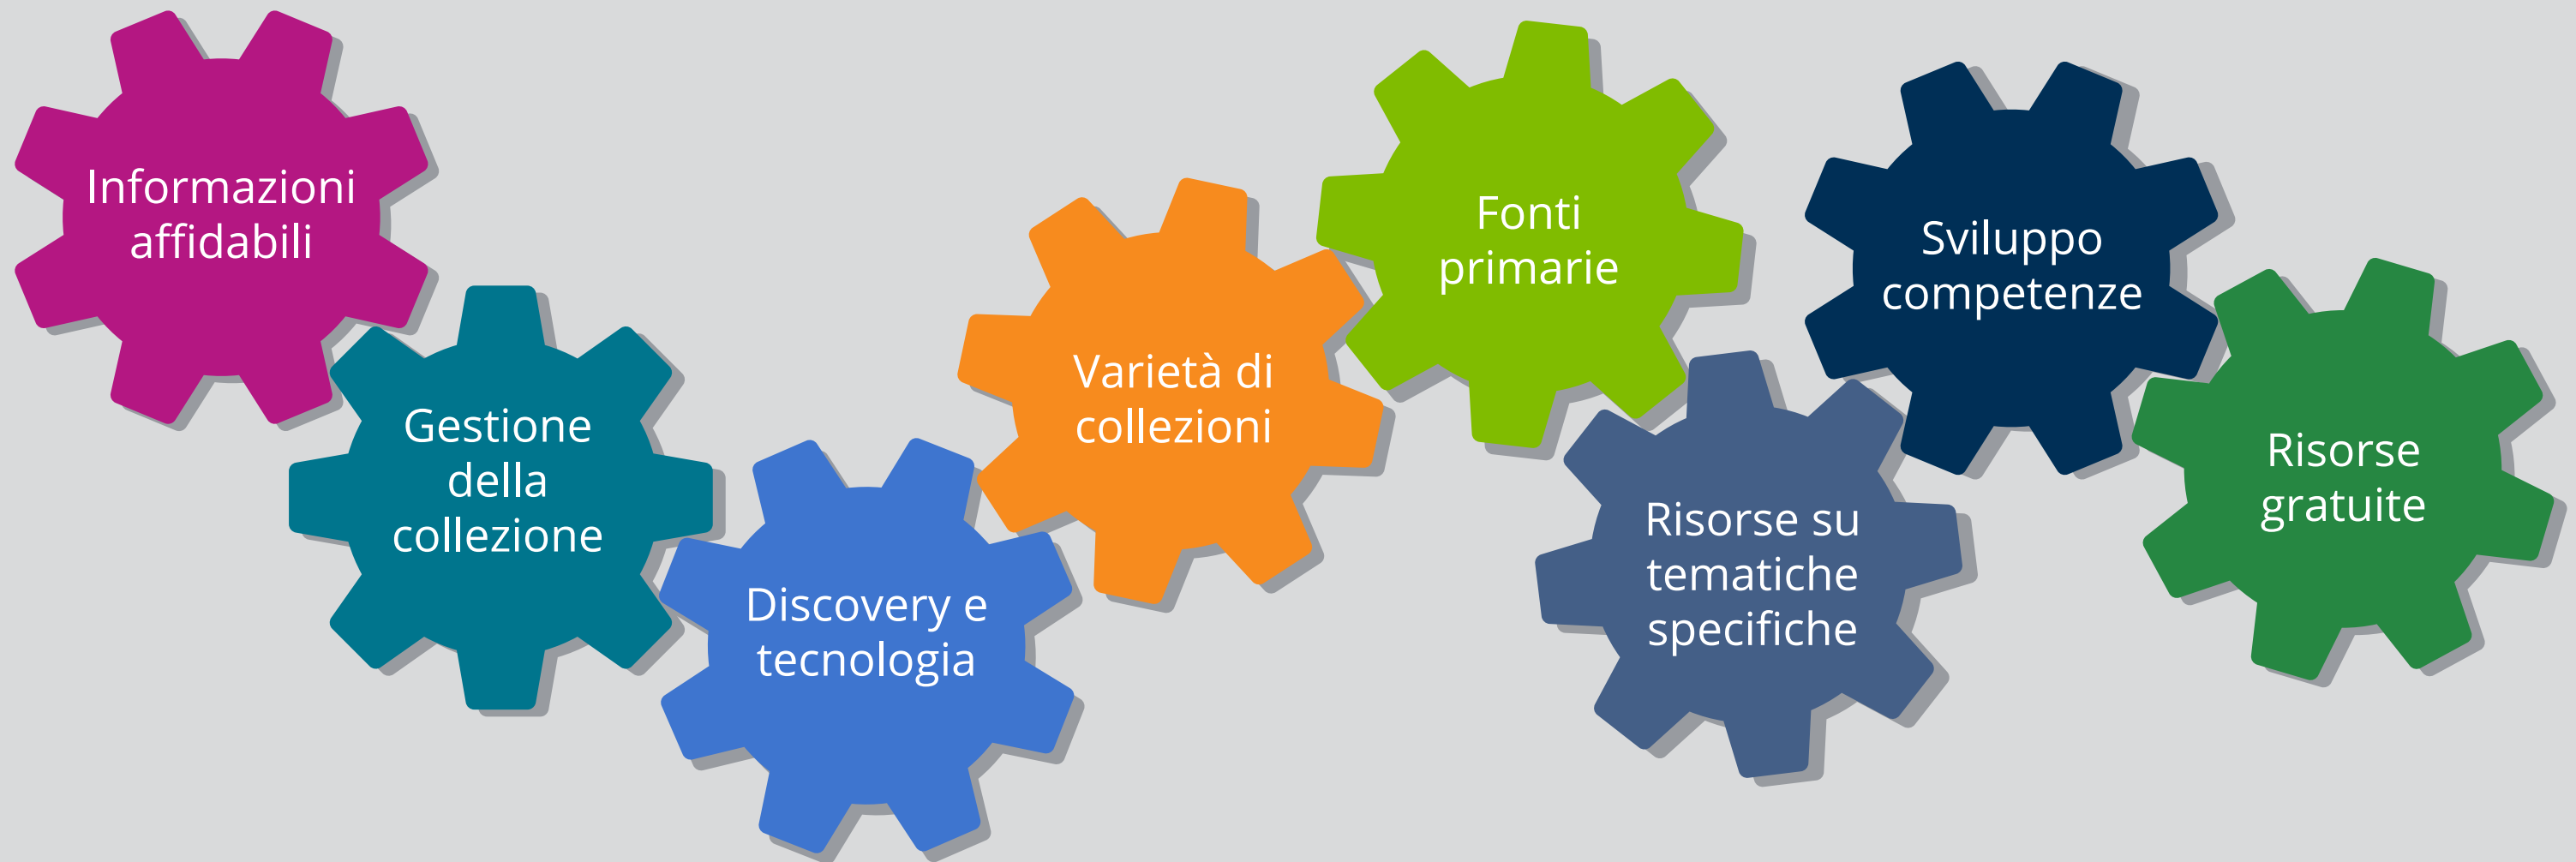 Informazioni
affidabili
Gestione
della
collezione
Discovery e
tecnologia
Varietà di
collezioni
Fonti
primarie
Risorse su
tematiche
specifiche
Sviluppo
competenze
Risorse
gratuite